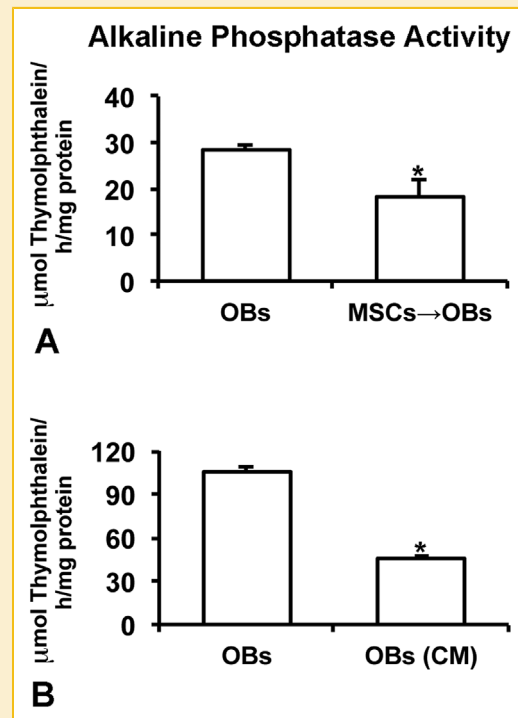 Alkaline Phosphatase Activity
µmol Thymolphthalein/
h/mg protein
40
30
20
10
0
*
OBs
MSCs→OBs
A
µmol Thymolphthalein/
h/mg protein
120
90
60
30
0
*
OBs
OBs (CM)
B